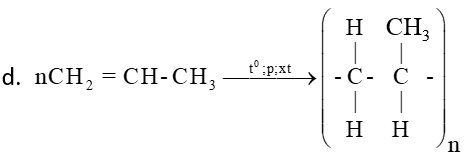 H CH₃
t⁰;p;xt
d. nCH₂ = CH-CH₃ ⟶ ( - C - C - )
H H
n